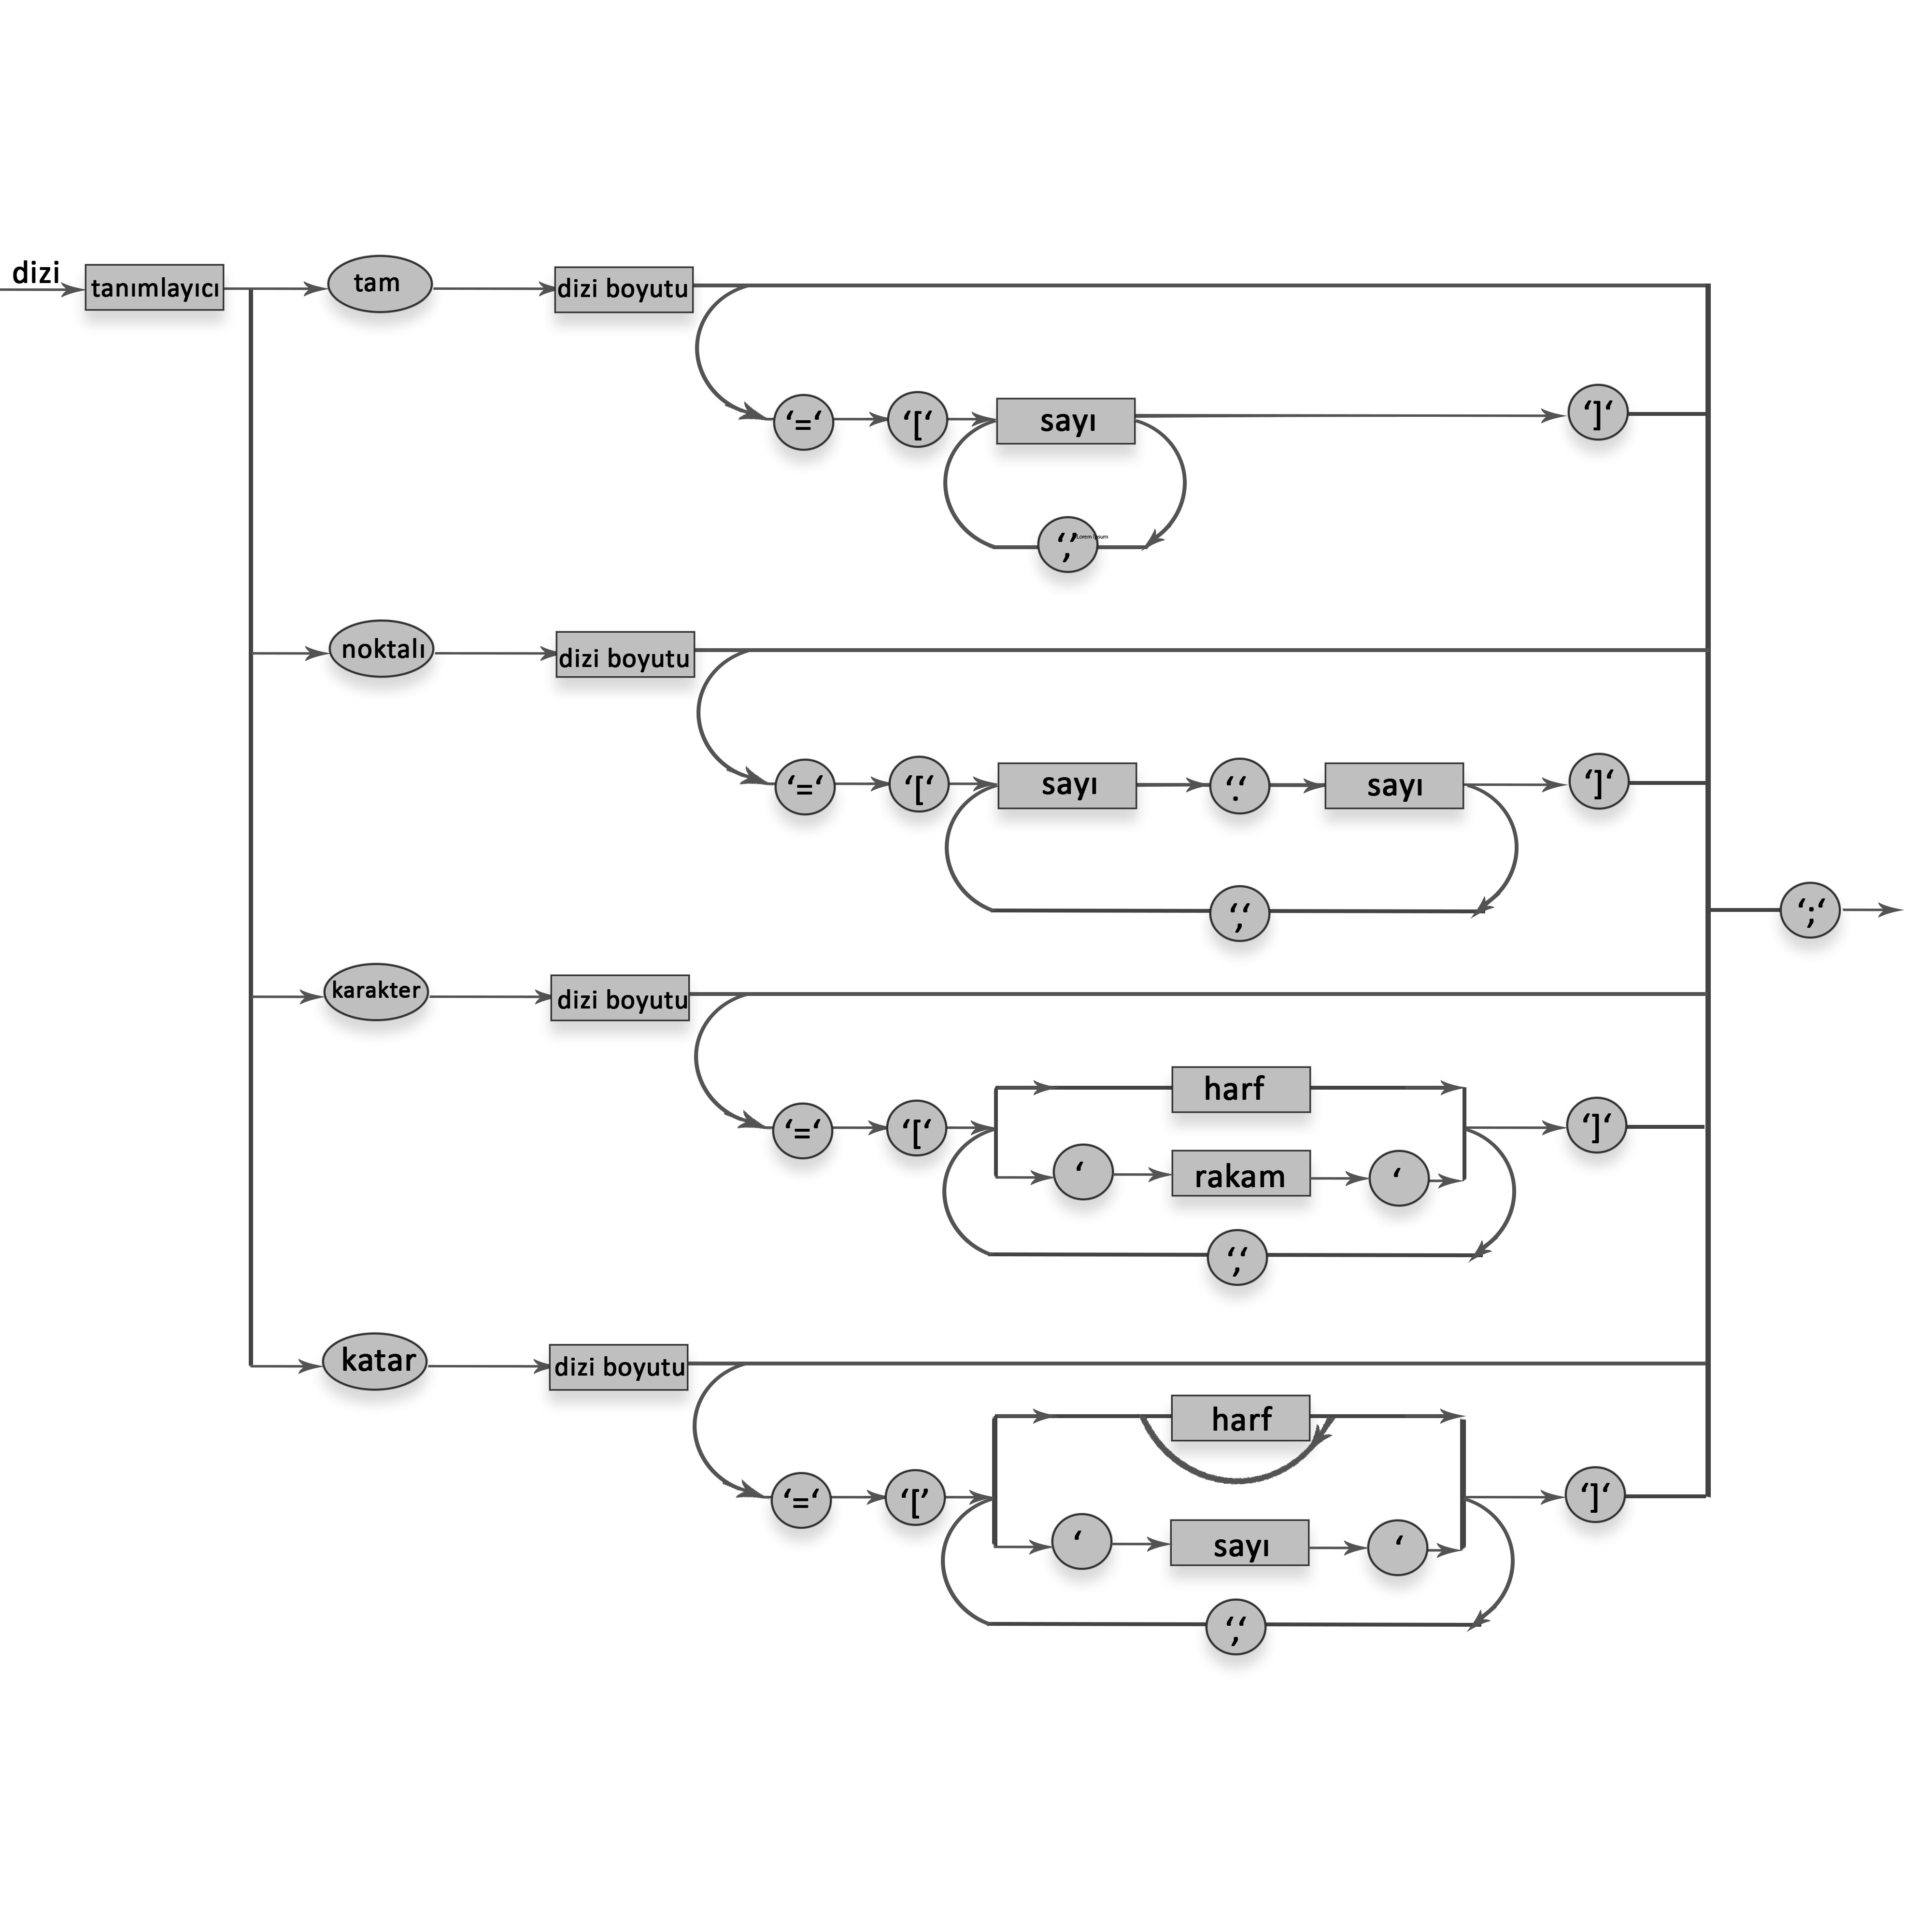 dizi
tanımlayıcı
tam
dizi boyutu
‘=‘
‘[‘
sayı
‘]‘
‘,’
Lorem Ipsum
noktalı
dizi boyutu
‘=‘
‘[‘
sayı
‘.‘
sayı
‘]‘
‘,‘
‘;‘
karakter
dizi boyutu
harf
‘=‘
‘[‘
‘]‘
‘
rakam
‘
‘,‘
katar
dizi boyutu
harf
‘=‘
‘[’
‘]‘
‘
sayı
‘
‘,‘